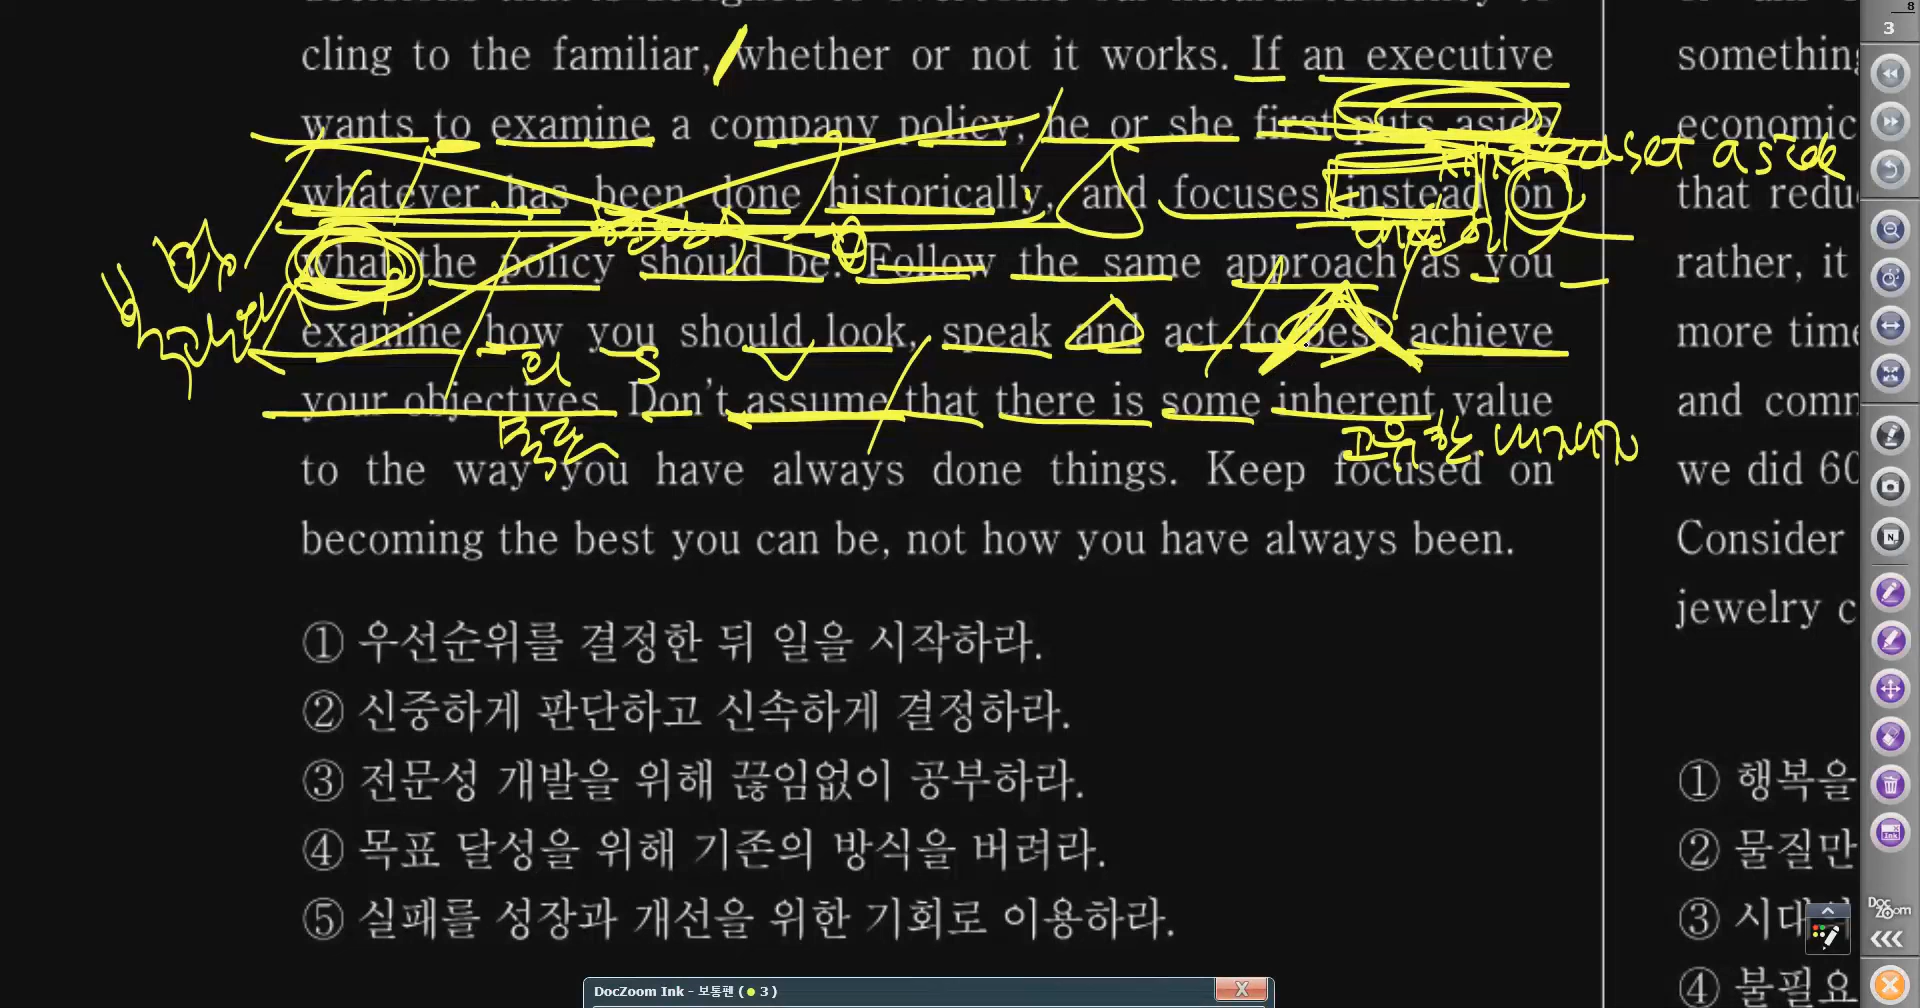 cling to the familiar, whether or not it works. If an executive
wants to examine a company policy, he or she first puts aside
set aside
whatever has been done historically, and focuses instead on
what the policy should be. Follow the same approach as you
examine how you should look, speak and act to best achieve
S
your objectives. Don't assume that there is some inherent value
고유한
to the way you have always done things. Keep focused on
becoming the best you can be, not how you have always been.
① 우선순위를 결정한 뒤 일을 시작하라.
② 신중하게 판단하고 신속하게 결정하라.
③ 전문성 개발을 위해 끊임없이 공부하라.
④ 목표 달성을 위해 기존의 방식을 버려라.
⑤ 실패를 성장과 개선을 위한 기회로 이용하라.
something
economic
that redu
rather, it
more time
and comm
we did 60
Consider
jewelry c
① 행복을
② 물질만
③ 시대
④ 불필요
8
3
DocZoom
DocZoom Ink - 보통펜 ( 3 )